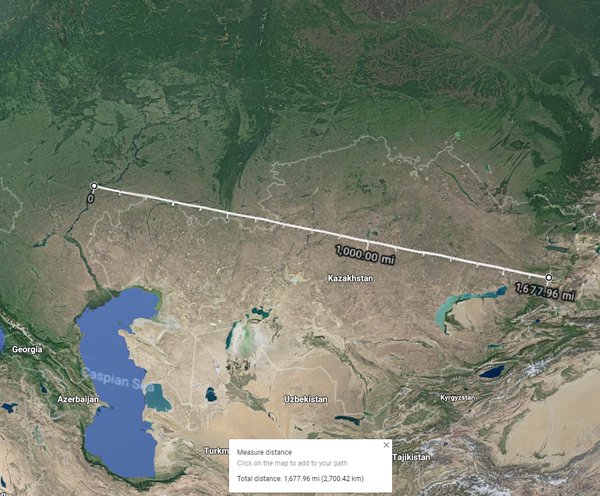 0
1,000.00 mi
Kazakhstan
1,677.96 mi
Georgia
Caspian Sea
Azerbaijan
Uzbekistan
Kyrgyzstan
Turkm
Tajikistan
Measure distance
Click on the map to add to your path
Total distance: 1,677.96 mi (2,700.42 km)